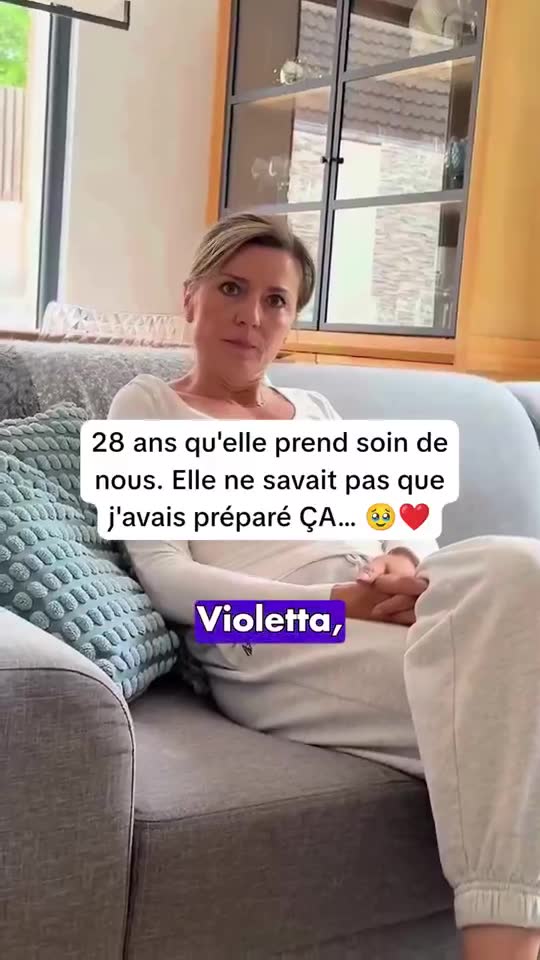 28 ans qu'elle prend soin de
nous. Elle ne savait pas que
j'avais préparé ÇA... 🥹❤️
Violetta,